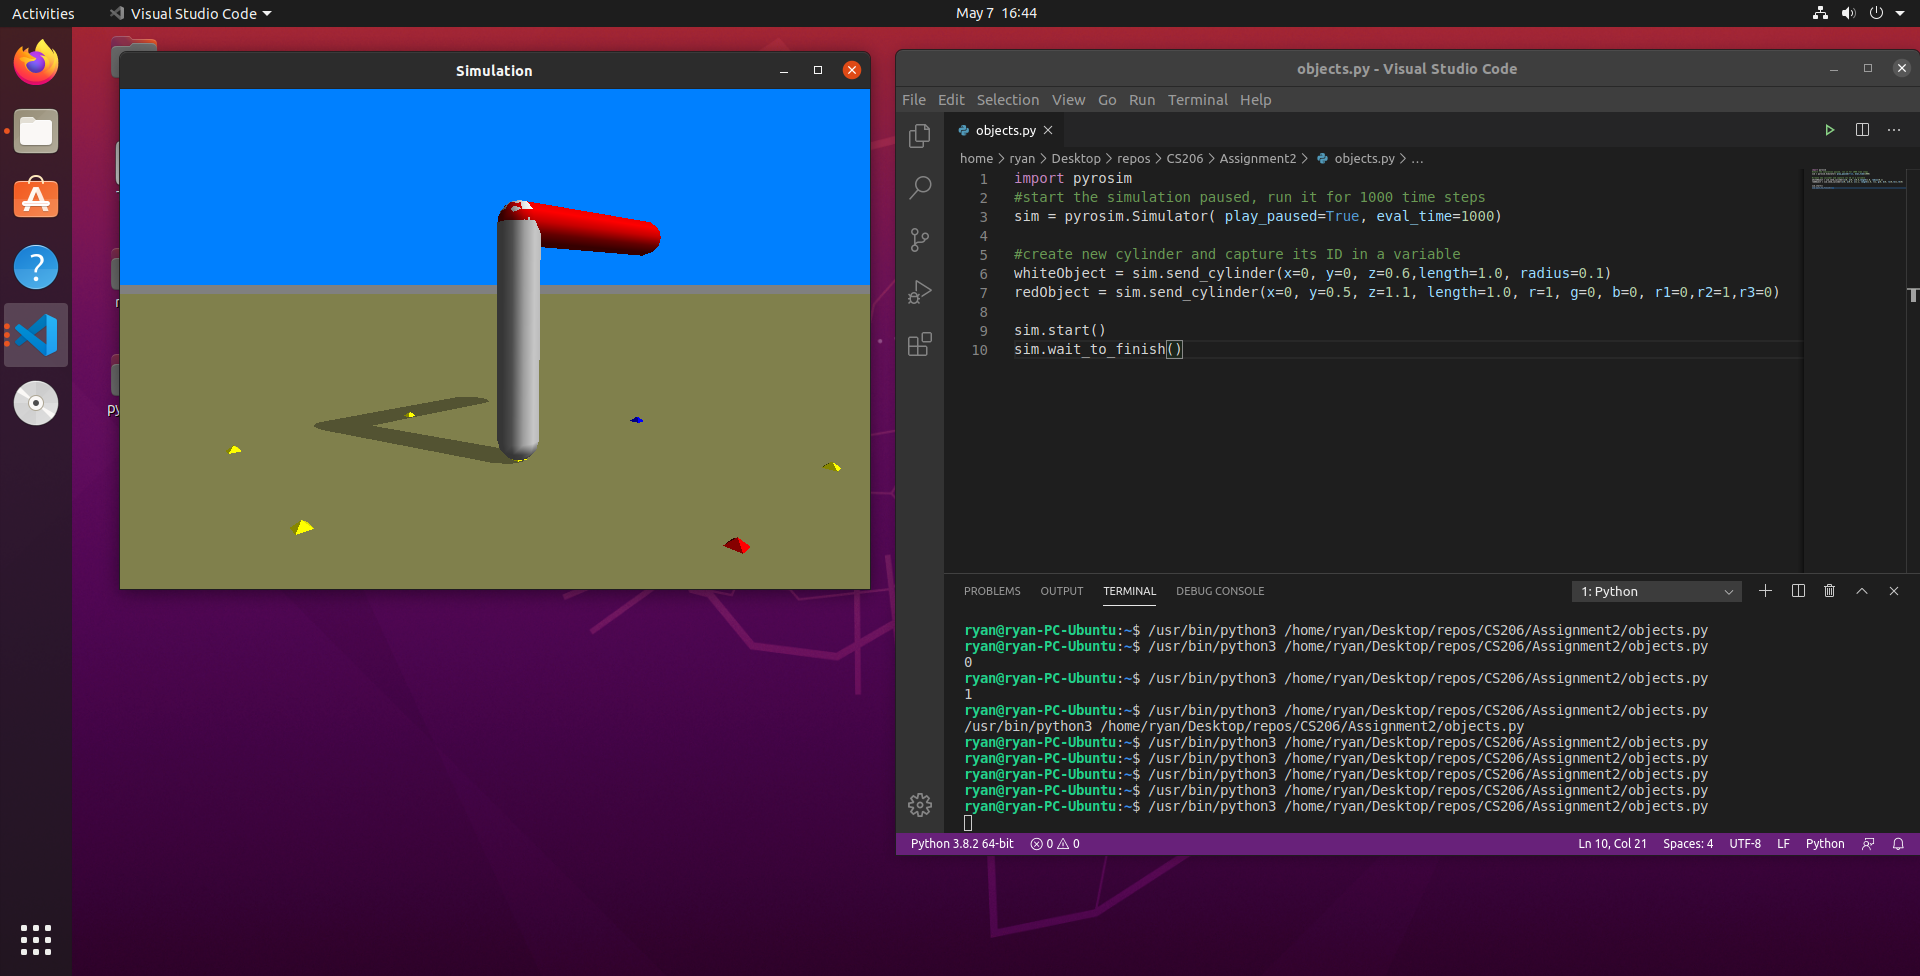 Activities
Visual Studio Code
May 7 16:44
Simulation
objects.py - Visual Studio Code
File Edit Selection View Go Run Terminal Help
objects.py
home > ryan > Desktop > repos > CS206 > Assignment2 > objects.py > ...
1 import pyrosim
2 #start the simulation paused, run it for 1000 time steps
3 sim = pyrosim.Simulator( play_paused=True, eval_time=1000)
4
5 #create new cylinder and capture its ID in a variable
6 whiteObject = sim.send_cylinder(x=0, y=0, z=0.6,length=1.0, radius=0.1)
7 redObject = sim.send_cylinder(x=0, y=0.5, z=1.1, length=1.0, r=1, g=0, b=0, r1=0,r2=1,r3=0)
8
9 sim.start()
10 sim.wait_to_finish()
PROBLEMS OUTPUT TERMINAL DEBUG CONSOLE 1: Python
ryan@ryan-PC-Ubuntu:~$ /usr/bin/python3 /home/ryan/Desktop/repos/CS206/Assignment2/objects.py
ryan@ryan-PC-Ubuntu:~$ /usr/bin/python3 /home/ryan/Desktop/repos/CS206/Assignment2/objects.py
0
ryan@ryan-PC-Ubuntu:~$ /usr/bin/python3 /home/ryan/Desktop/repos/CS206/Assignment2/objects.py
1
ryan@ryan-PC-Ubuntu:~$ /usr/bin/python3 /home/ryan/Desktop/repos/CS206/Assignment2/objects.py
/usr/bin/python3 /home/ryan/Desktop/repos/CS206/Assignment2/objects.py
ryan@ryan-PC-Ubuntu:~$ /usr/bin/python3 /home/ryan/Desktop/repos/CS206/Assignment2/objects.py
ryan@ryan-PC-Ubuntu:~$ /usr/bin/python3 /home/ryan/Desktop/repos/CS206/Assignment2/objects.py
ryan@ryan-PC-Ubuntu:~$ /usr/bin/python3 /home/ryan/Desktop/repos/CS206/Assignment2/objects.py
ryan@ryan-PC-Ubuntu:~$ /usr/bin/python3 /home/ryan/Desktop/repos/CS206/Assignment2/objects.py
ryan@ryan-PC-Ubuntu:~$ /usr/bin/python3 /home/ryan/Desktop/repos/CS206/Assignment2/objects.py
Python 3.8.2 64-bit 0 0 Ln 10, Col 21 Spaces: 4 UTF-8 LF Python